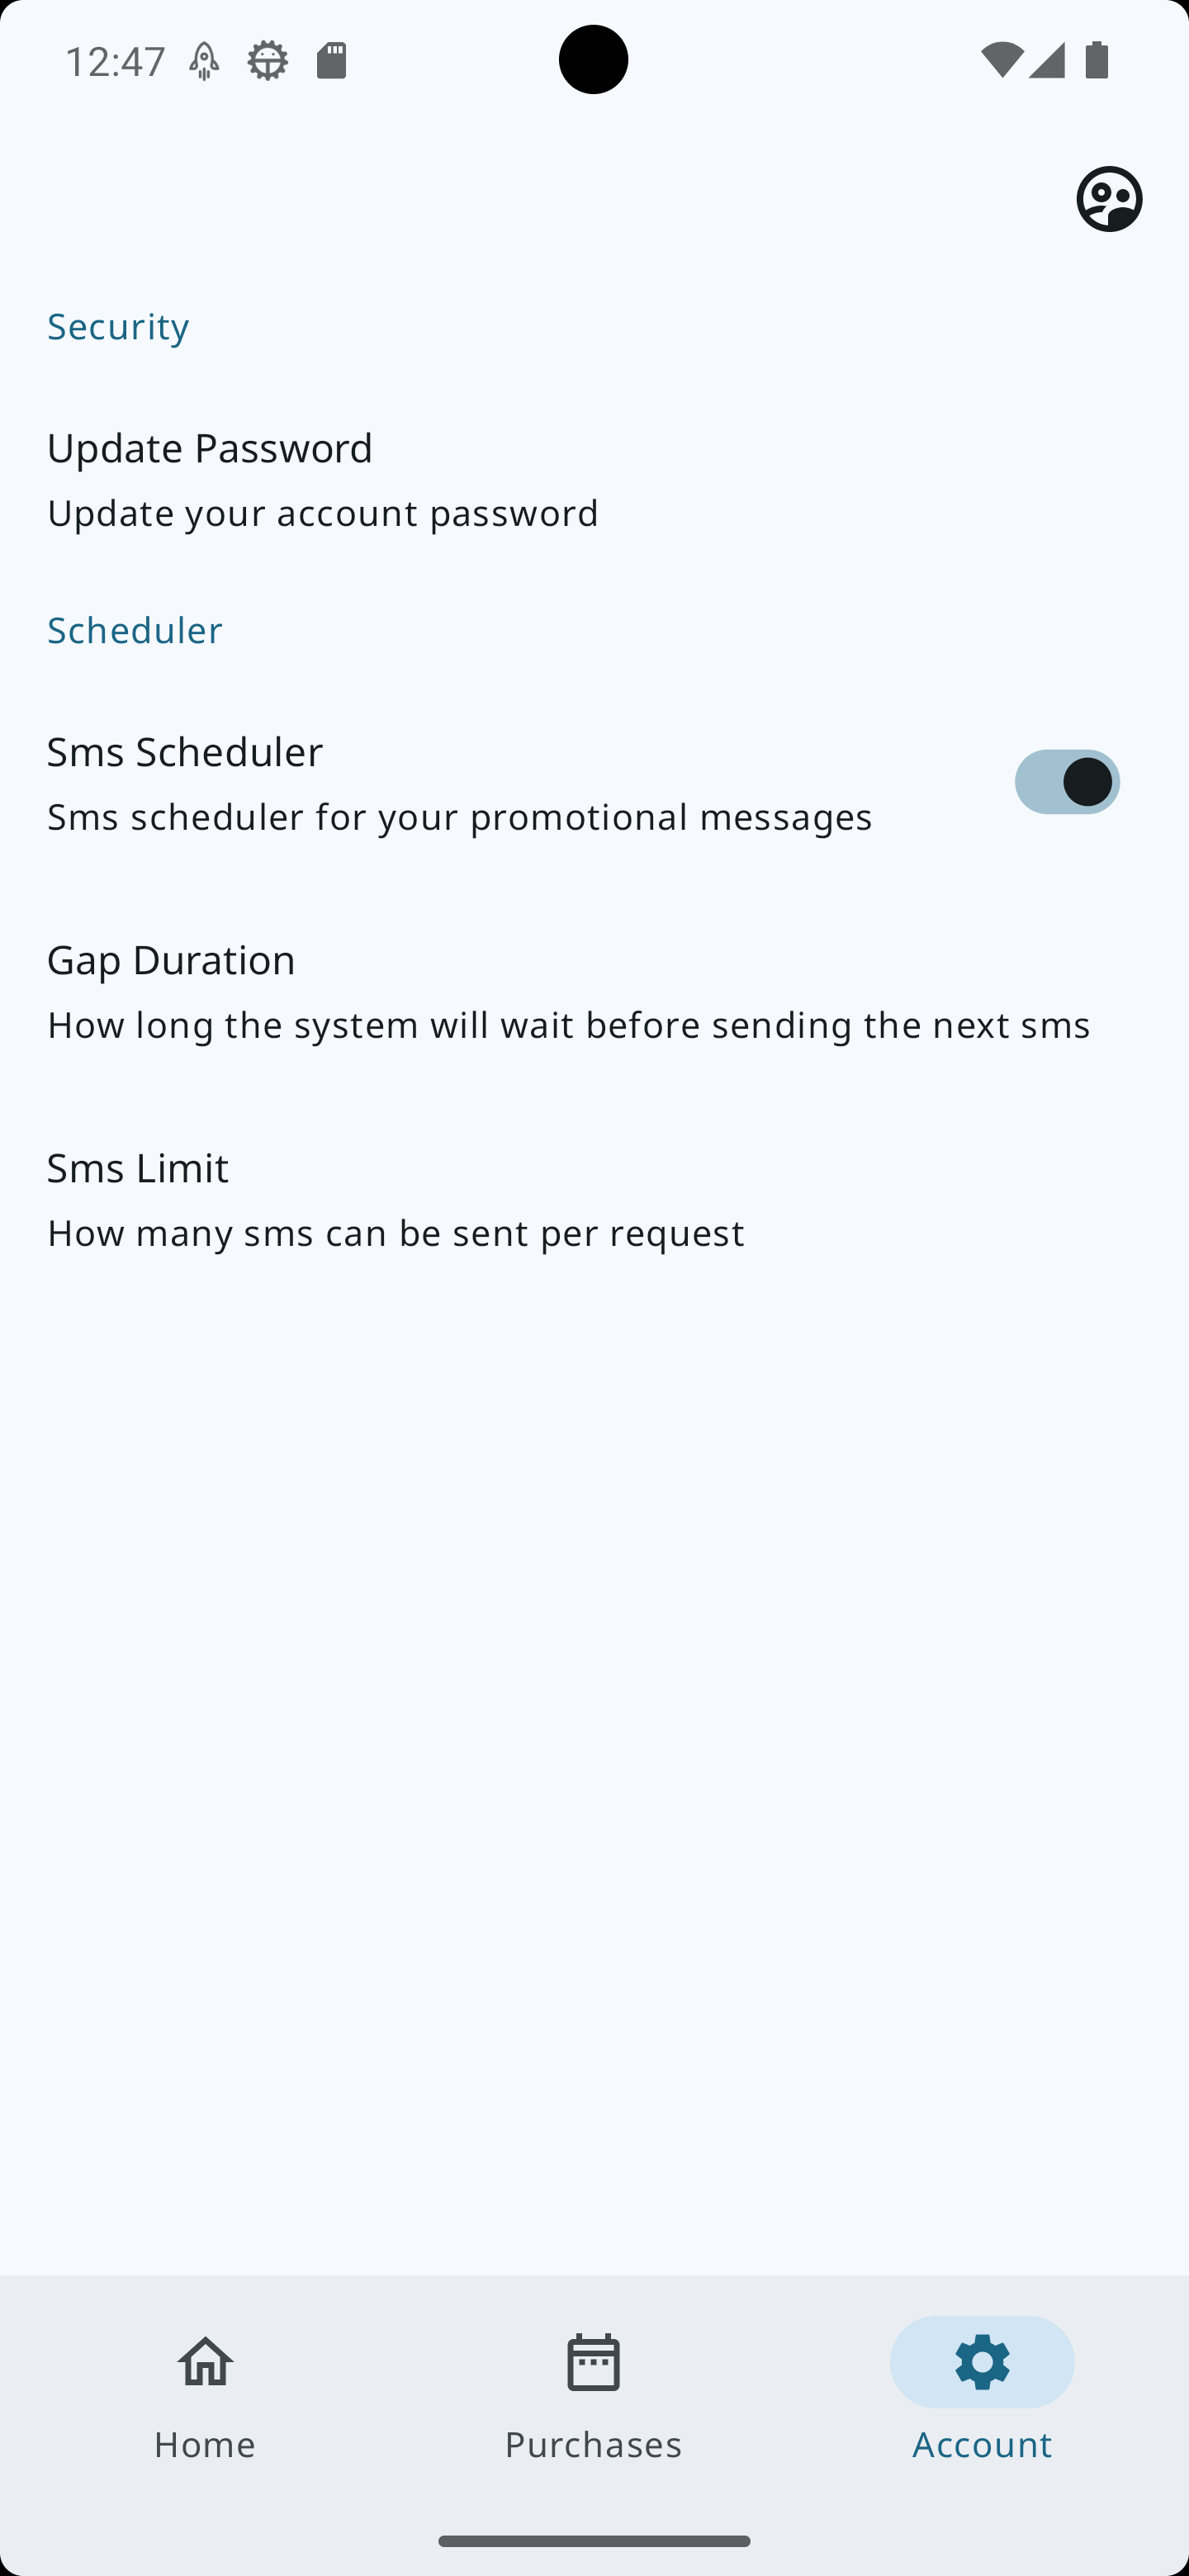 12:47
Security
Update Password
Update your account password
Scheduler
Sms Scheduler
Sms scheduler for your promotional messages
Gap Duration
How long the system will wait before sending the next sms
Sms Limit
How many sms can be sent per request
Home
Purchases
Account